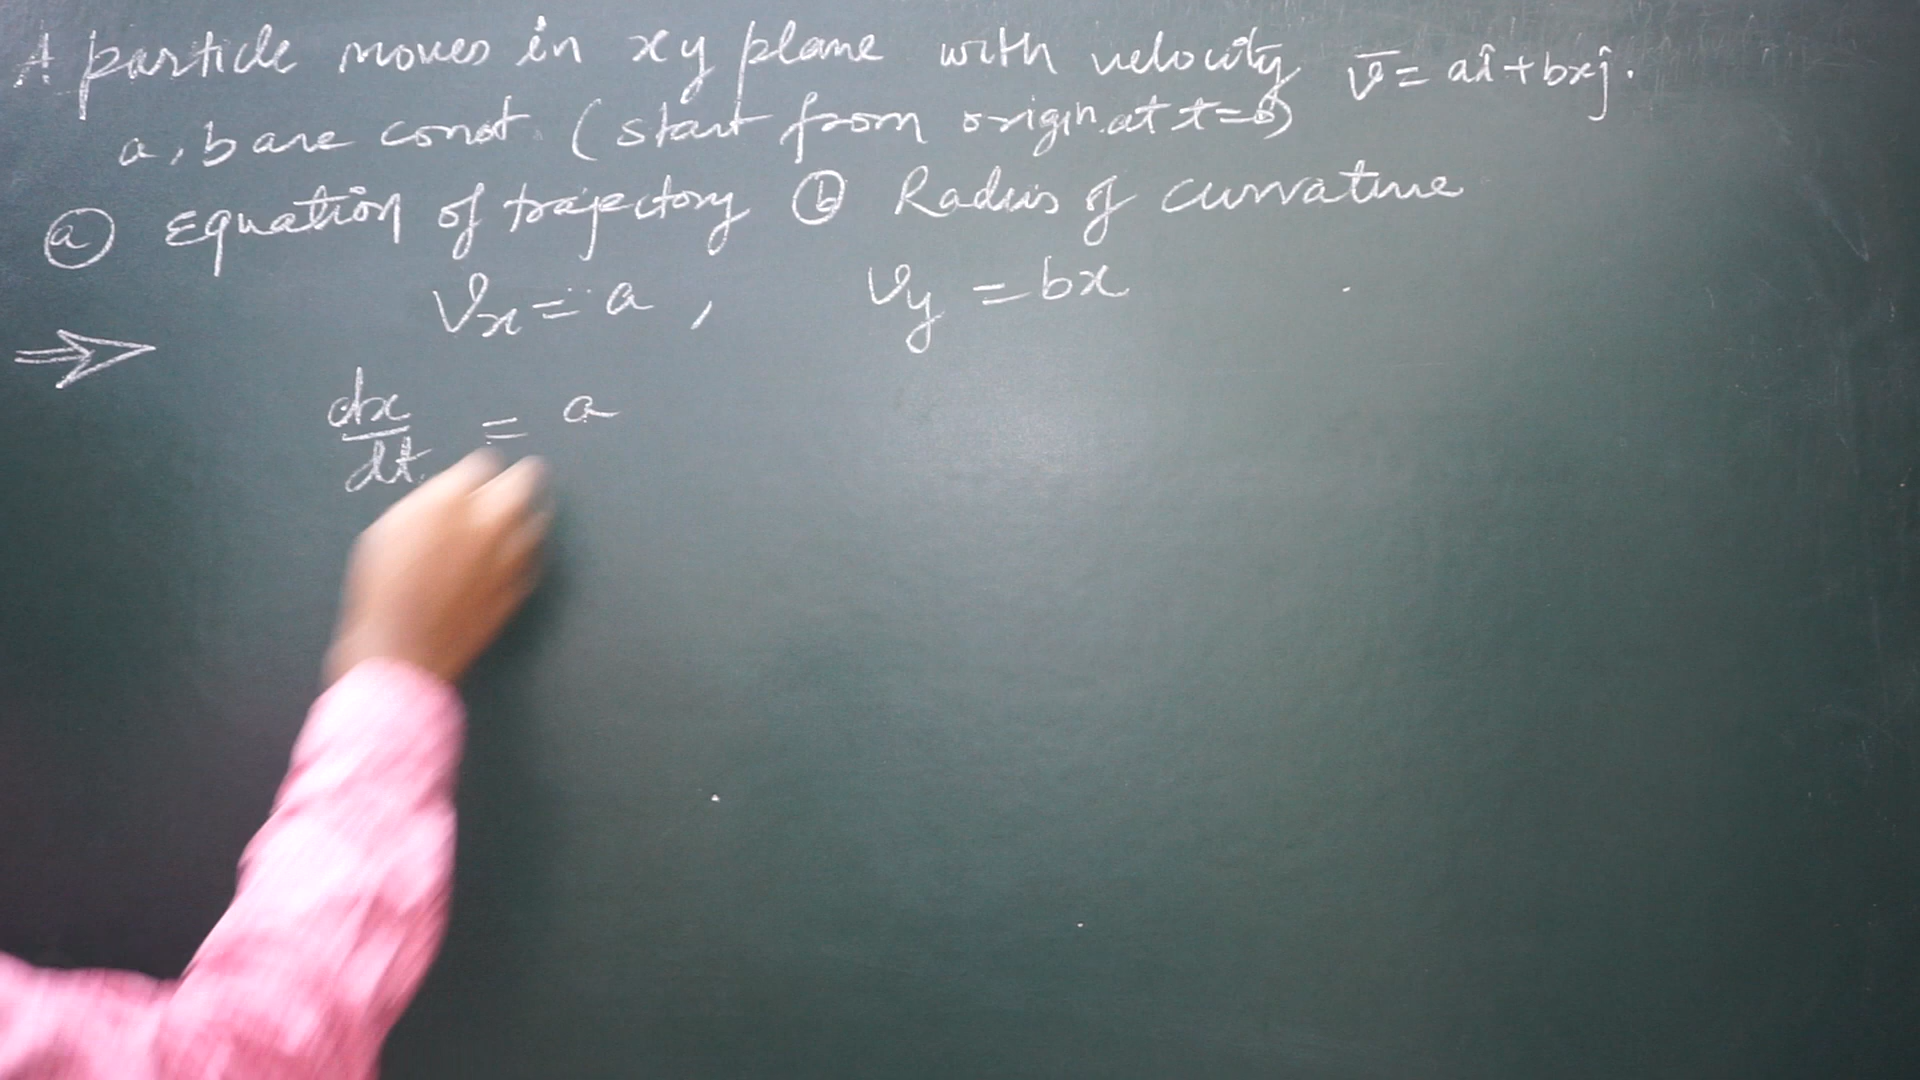 A particle moves in xy plane with velocity v̄ = aî + bxĵ.
a, b are const. (start from origin at t=0)
ⓐ Equation of trajectory ⓑ Radius of curvature
⇒ vx = a, vy = bx
dx/dt = a